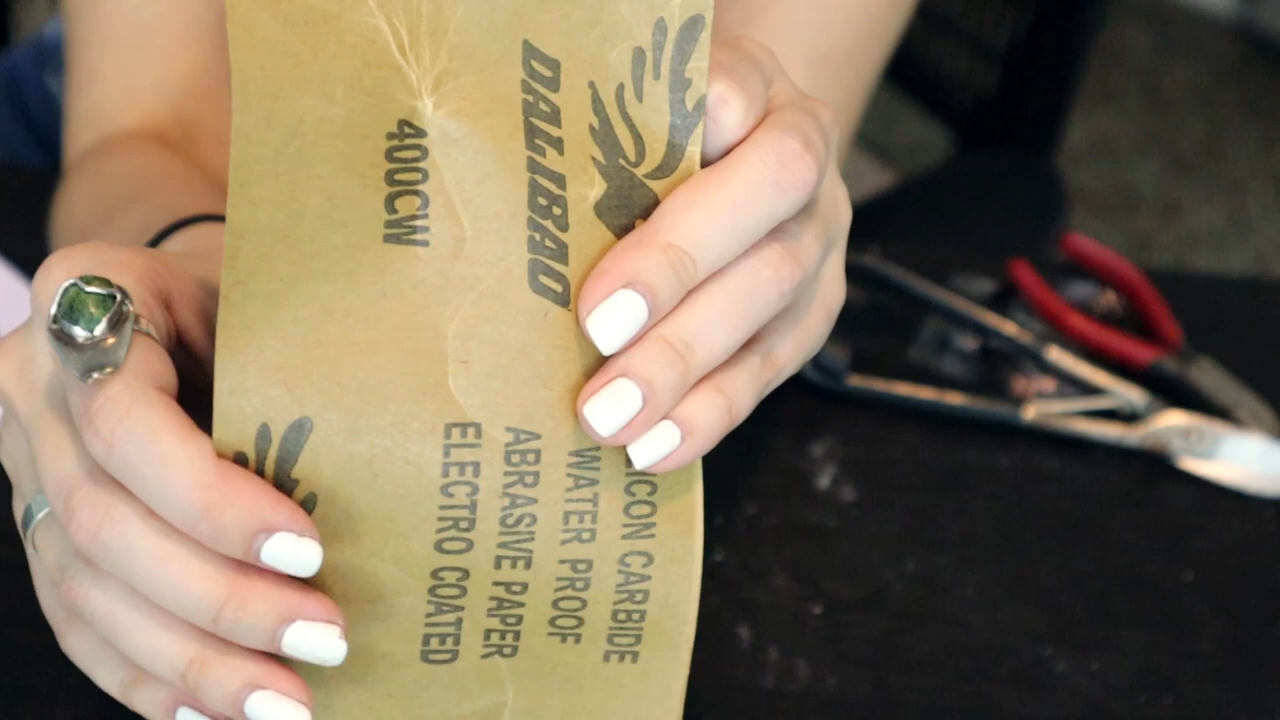 DALIBAO
400CW
ICON CARBIDE
WATER PROOF
ABRASIVE PAPER
ELECTRO COATED